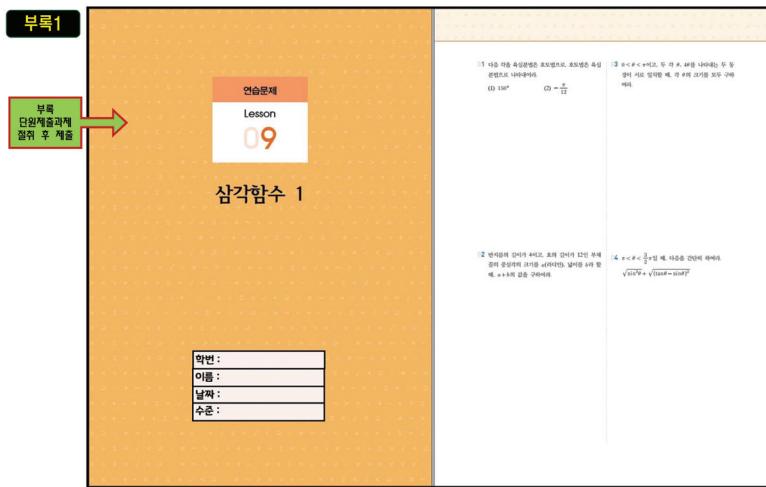 부록1
부록
단원제출과제
절취 후 제출
연습문제
Lesson
09
삼각함수 1
학번 :
이름 :
날짜 :
수준 :
01 다음 각을 육십분법은 호도법으로, 호도법은 육십
분법으로 나타내어라.
(1) 150° (2) -π/12
02 반지름의 길이가 4이고, 호의 길이가 12인 부채
꼴의 중심각의 크기를 a(라디안), 넓이를 b라 할
때, a+b의 값을 구하여라.
03 0<θ<π이고, 두 각 θ, 4θ를 나타내는 두 동
경이 서로 일치할 때, 각 θ의 크기를 모두 구하
여라.
04 π<θ<3/2π일 때, 다음을 간단히 하여라.
√sin²θ + √(tanθ-sinθ)²